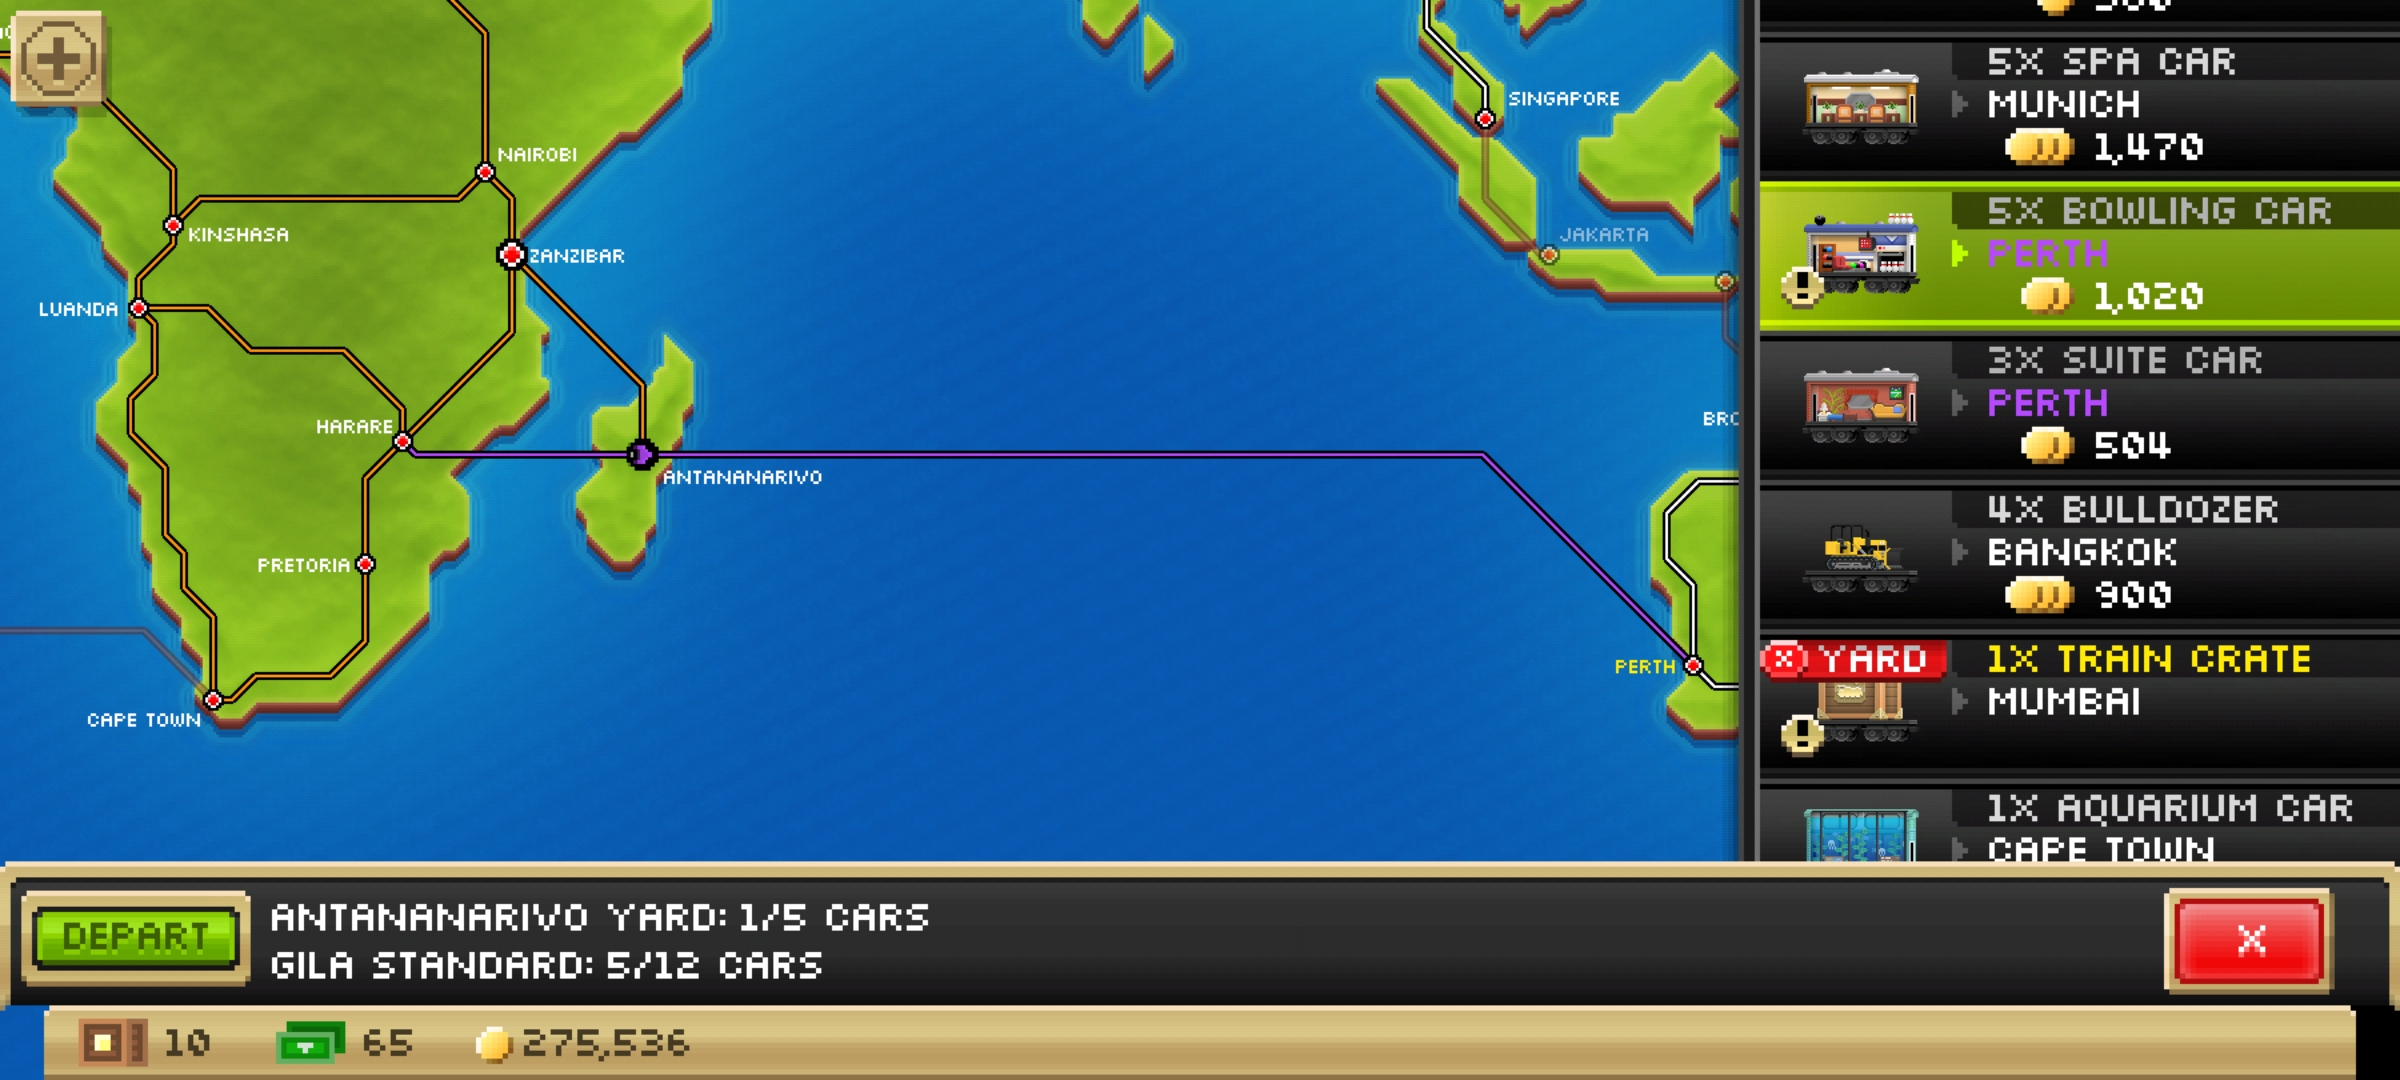 5X SPA CAR
MUNICH
1,470
5X BOWLING CAR
PERTH
1,020
3X SUITE CAR
PERTH
504
4X BULLDOZER
BANGKOK
900
YARD
1X TRAIN CRATE
MUMBAI
1X AQUARIUM CAR
CAPE TOWN
SINGAPORE
NAIROBI
KINSHASA
JAKARTA
ZANZIBAR
LUANDA
HARARE
BRO
ANTANANARIVO
PRETORIA
PERTH
CAPE TOWN
DEPART
ANTANANARIVO YARD: 1/5 CARS
GILA STANDARD: 5/12 CARS
X
10
65
275,536